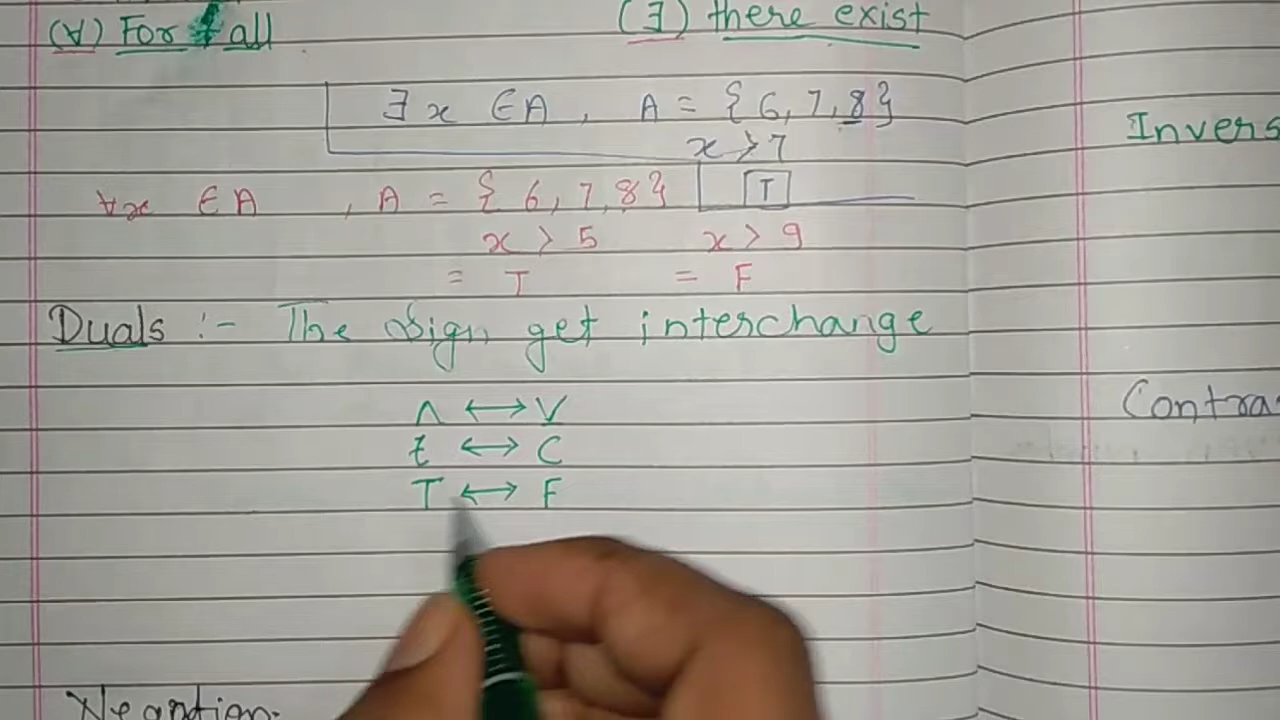 (∀) For all
(∃) there exist
∃ x ∈ A , A = {6, 7, 8}
x > 7
∀x ∈ A , A = {6, 7, 8} T
x > 5 x > 9
= T = F
Duals :- The sign get interchange
∧ ↔ ∨
t ↔ C
T ↔ F
Negation:
Invers
Contra